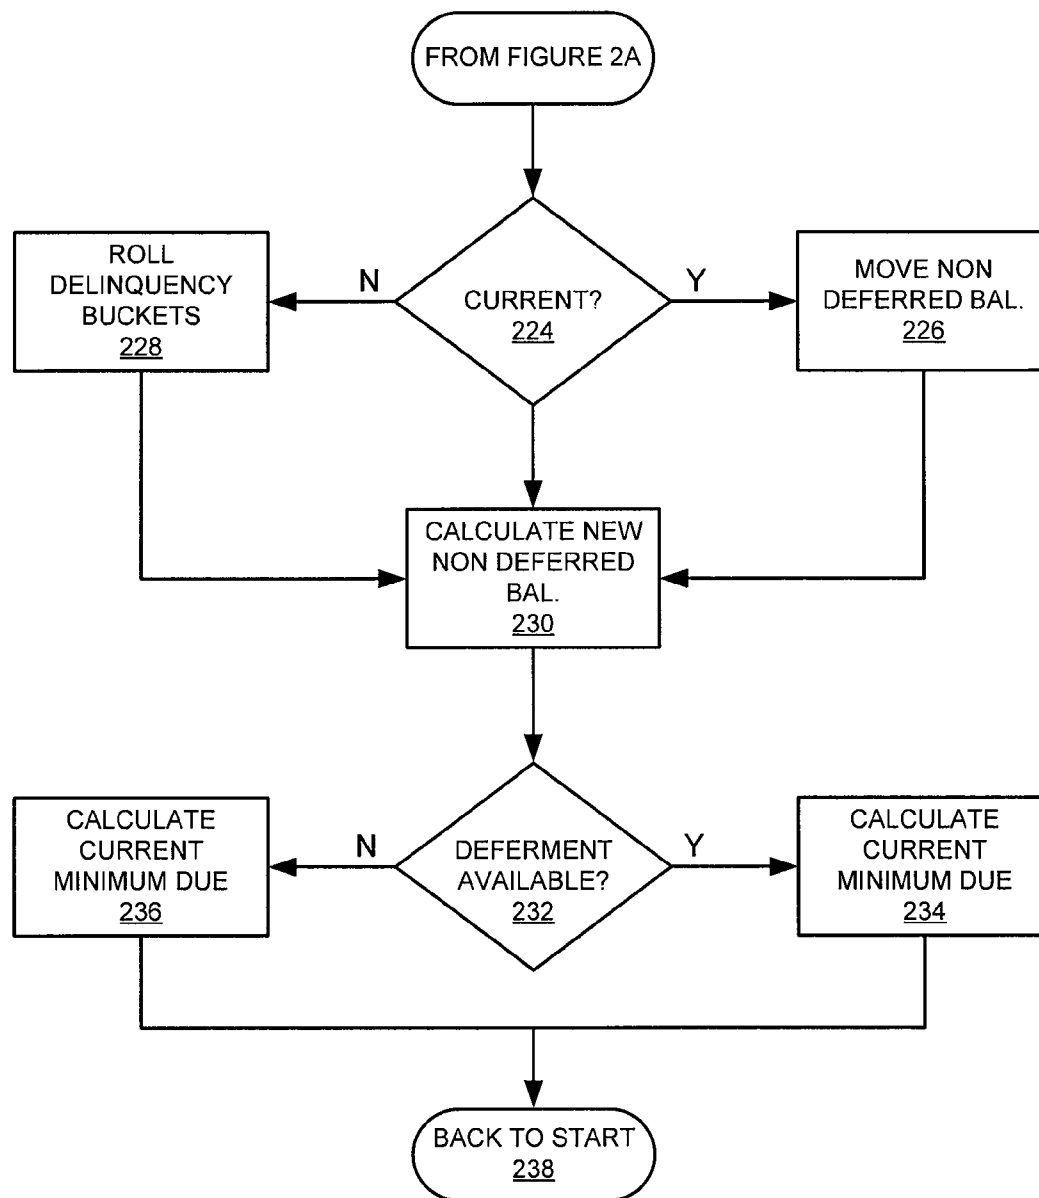 FROM FIGURE 2A
ROLL
DELINQUENCY
BUCKETS
228
N
CURRENT?
224
Y
MOVE NON
DEFERRED BAL.
226
CALCULATE NEW
NON DEFERRED
BAL.
230
CALCULATE
CURRENT
MINIMUM DUE
236
N
DEFERMENT
AVAILABLE?
232
Y
CALCULATE
CURRENT
MINIMUM DUE
234
BACK TO START
238